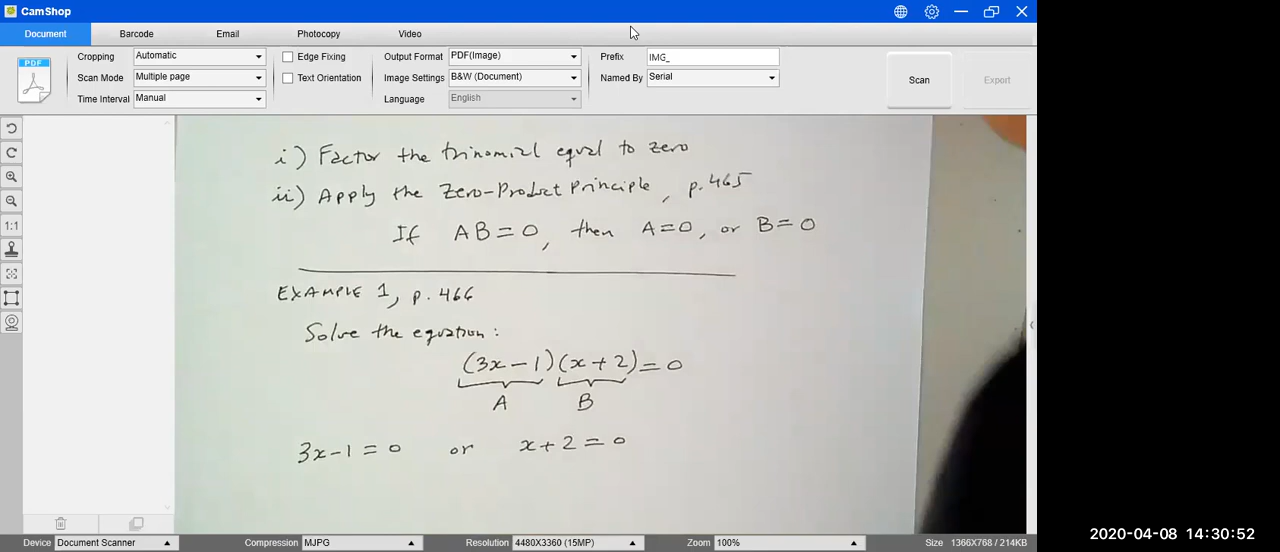 CamShop
Document Barcode Email Photocopy Video
Cropping Automatic Edge Fixing Output Format PDF(Image) Prefix IMG_
PDF Scan Mode Multiple page Text Orientation Image Settings B&W (Document) Named By Serial Scan Export
Time Interval Manual Language English
i) Factor the trinomial equal to zero
ii) Apply the Zero-Product Principle, p.465
If AB=0, then A=0, or B=0
EXAMPLE 1, p.466
Solve the equation:
(3x-1)(x+2)=0
A B
3x-1=0 or x+2=0
1:1
Device Document Scanner Compression MJPG Resolution 4480X3360 (15MP) Zoom 100% Size 1366X768 / 214KB
2020-04-08 14:30:52